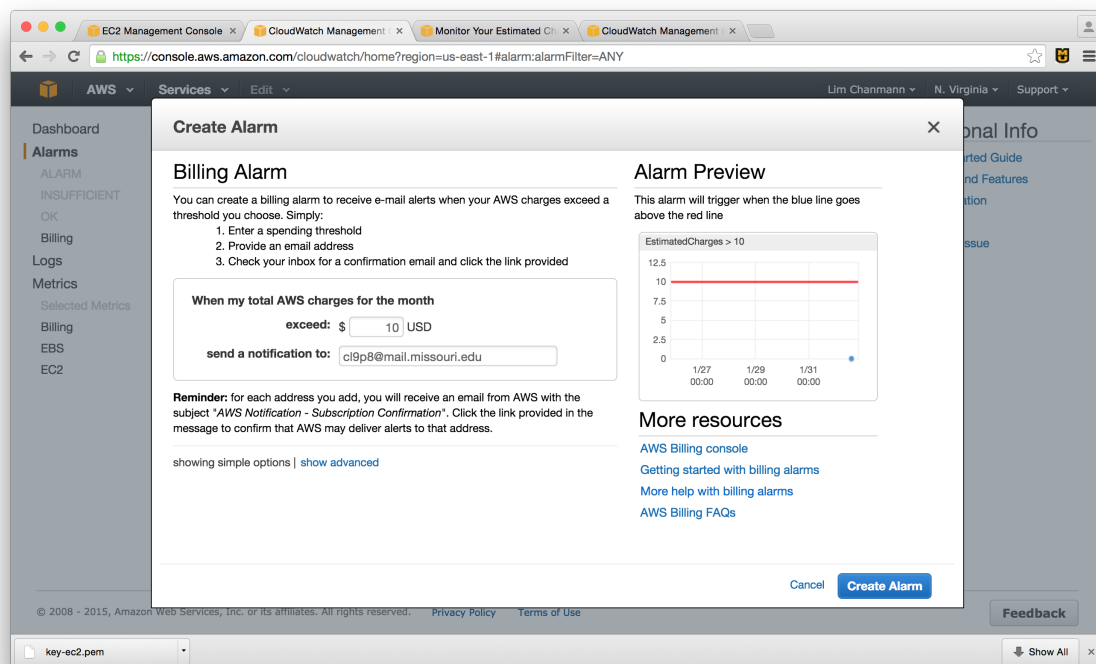 EC2 Management Console
CloudWatch Management
Monitor Your Estimated Ch
CloudWatch Management
https://console.aws.amazon.com/cloudwatch/home?region=us-east-1#alarm:alarmFilter=ANY
AWS Services Edit Lim Chanmann N. Virginia Support
Dashboard
Alarms
ALARM
INSUFFICIENT
OK
Billing
Logs
Metrics
Selected Metrics
Billing
EBS
EC2
Create Alarm
Billing Alarm
You can create a billing alarm to receive e-mail alerts when your AWS charges exceed a
threshold you choose. Simply:
1. Enter a spending threshold
2. Provide an email address
3. Check your inbox for a confirmation email and click the link provided
When my total AWS charges for the month
exceed: $ 10 USD
send a notification to: cl9p8@mail.missouri.edu
Reminder: for each address you add, you will receive an email from AWS with the
subject "AWS Notification - Subscription Confirmation". Click the link provided in the
message to confirm that AWS may deliver alerts to that address.
showing simple options | show advanced
Alarm Preview
This alarm will trigger when the blue line goes
above the red line
EstimatedCharges > 10
12.5
10
7.5
5
2.5
0
1/27 1/29 1/31
00:00 00:00 00:00
More resources
AWS Billing console
Getting started with billing alarms
More help with billing alarms
AWS Billing FAQs
Cancel Create Alarm
onal Info
rted Guide
nd Features
ation
ssue
© 2008 - 2015, Amazon Web Services, Inc. or its affiliates. All rights reserved. Privacy Policy Terms of Use
Feedback
key-ec2.pem
Show All